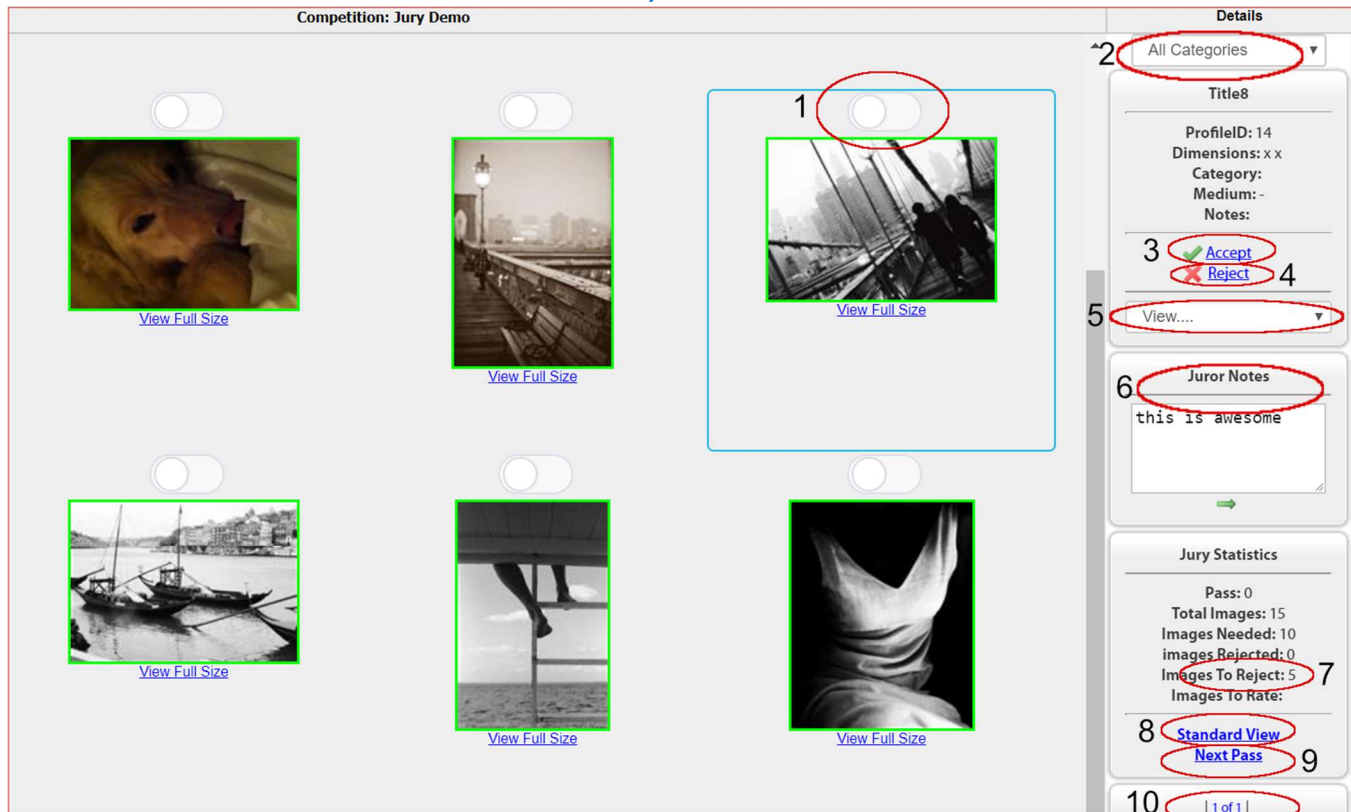 Competition: Jury Demo
Details
2
All Categories
1
Title8
ProfileID: 14
Dimensions: x x
Category:
Medium: -
Notes:
3
Accept
Reject
4
5
View....
View Full Size
View Full Size
View Full Size
6
Juror Notes
this is awesome
Jury Statistics
Pass: 0
Total Images: 15
Images Needed: 10
images Rejected: 0
Images To Reject: 5
7
Images To Rate:
8
Standard View
Next Pass
9
View Full Size
View Full Size
View Full Size
10
| 1 of 1 |